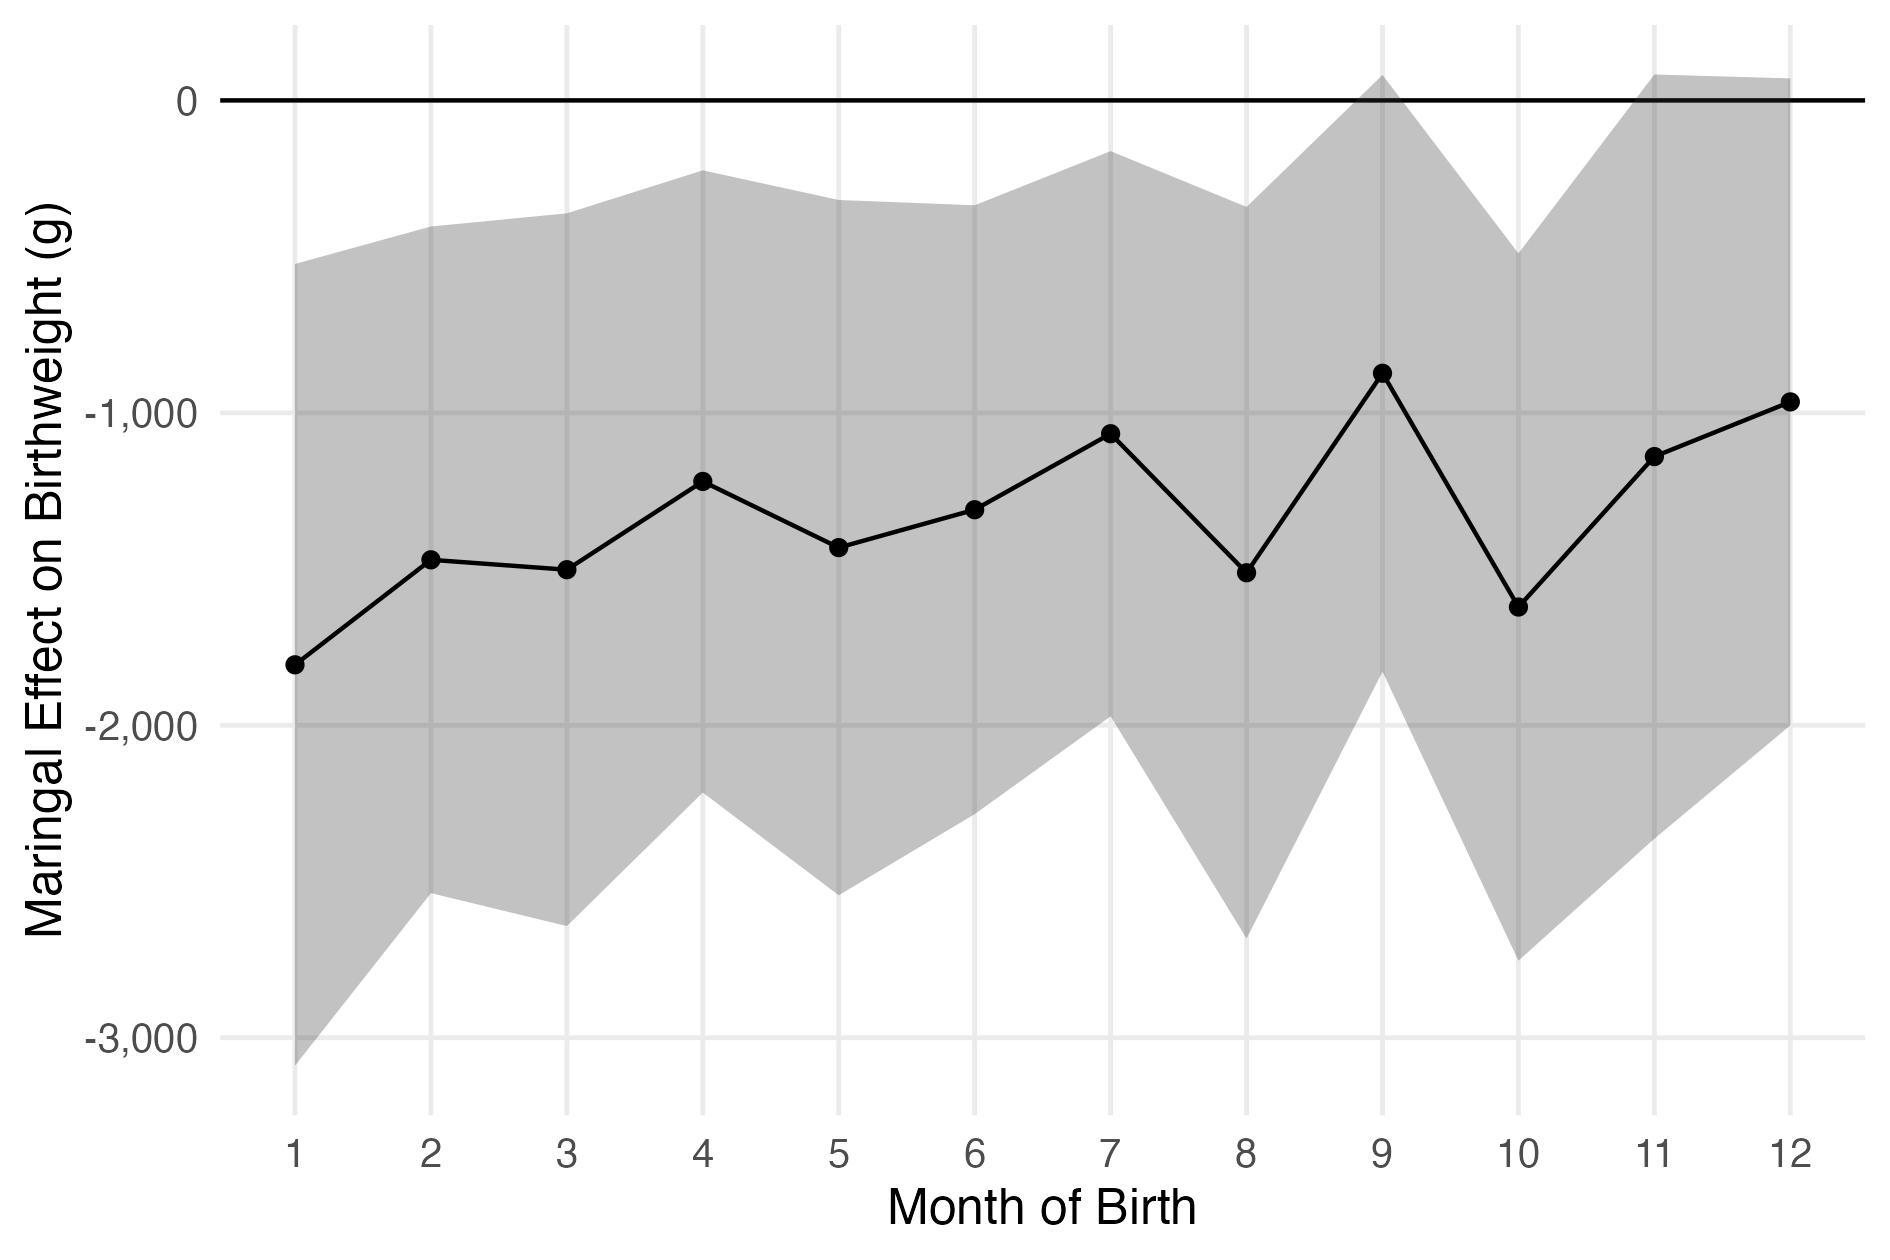 Maringal Effect on Birthweight (g)
0
-1,000
-2,000
-3,000
1 2 3 4 5 6 7 8 9 10 11 12
Month of Birth